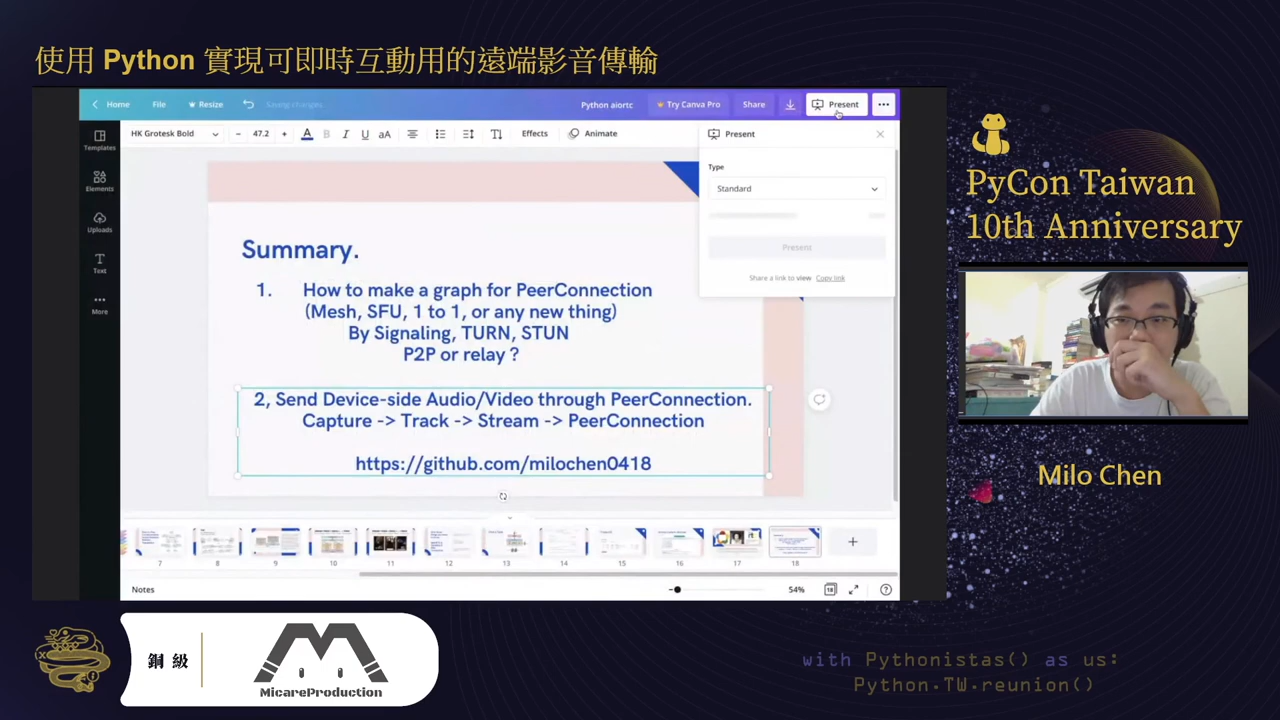 使用 Python 實現可即時互動用的遠端影音傳輸
Home
File
Resize
Saving changes...
Python aiortc
Try Canva Pro
Share
Present
HK Grotesk Bold
47.2
A
B
I
U
aA
Effects
Animate
Templates
Elements
Uploads
Text
More
Present
Type
Standard
Present
Share a link to view Copy link
Summary.
1. How to make a graph for PeerConnection
(Mesh, SFU, 1 to 1, or any new thing)
By Signaling, TURN, STUN
P2P or relay ?
2, Send Device-side Audio/Video through PeerConnection.
Capture -> Track -> Stream -> PeerConnection
https://github.com/milochen0418
7 8 9 10 11 12 13 14 15 16 17 18
Notes
54%
18
PyCon Taiwan
10th Anniversary
Milo Chen
銅級
MicareProduction
with Pythonistas() as us:
Python.TW.reunion()